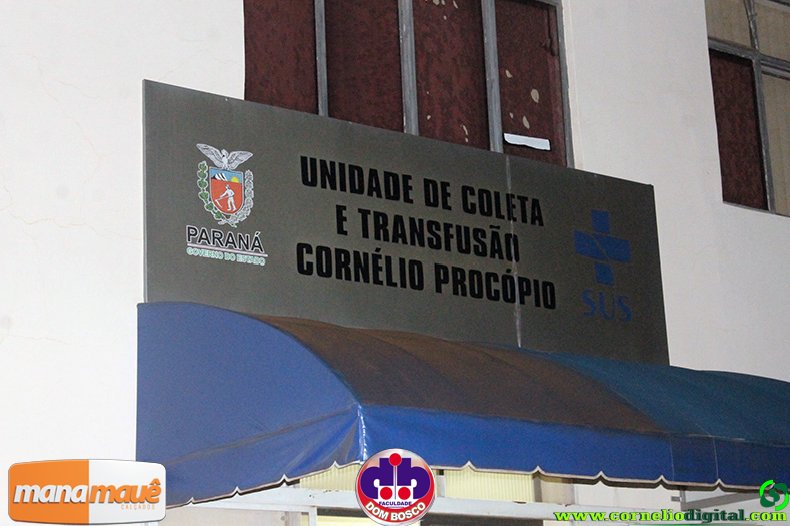 UNIDADE DE COLETA
E TRANSFUSÃO
CORNÉLIO PROCÓPIO
PARANÁ
GOVERNO DO ESTADO
SUS
manamauê
CALÇADOS
FACULDADE
DOM BOSCO
www.corneliodigital.com